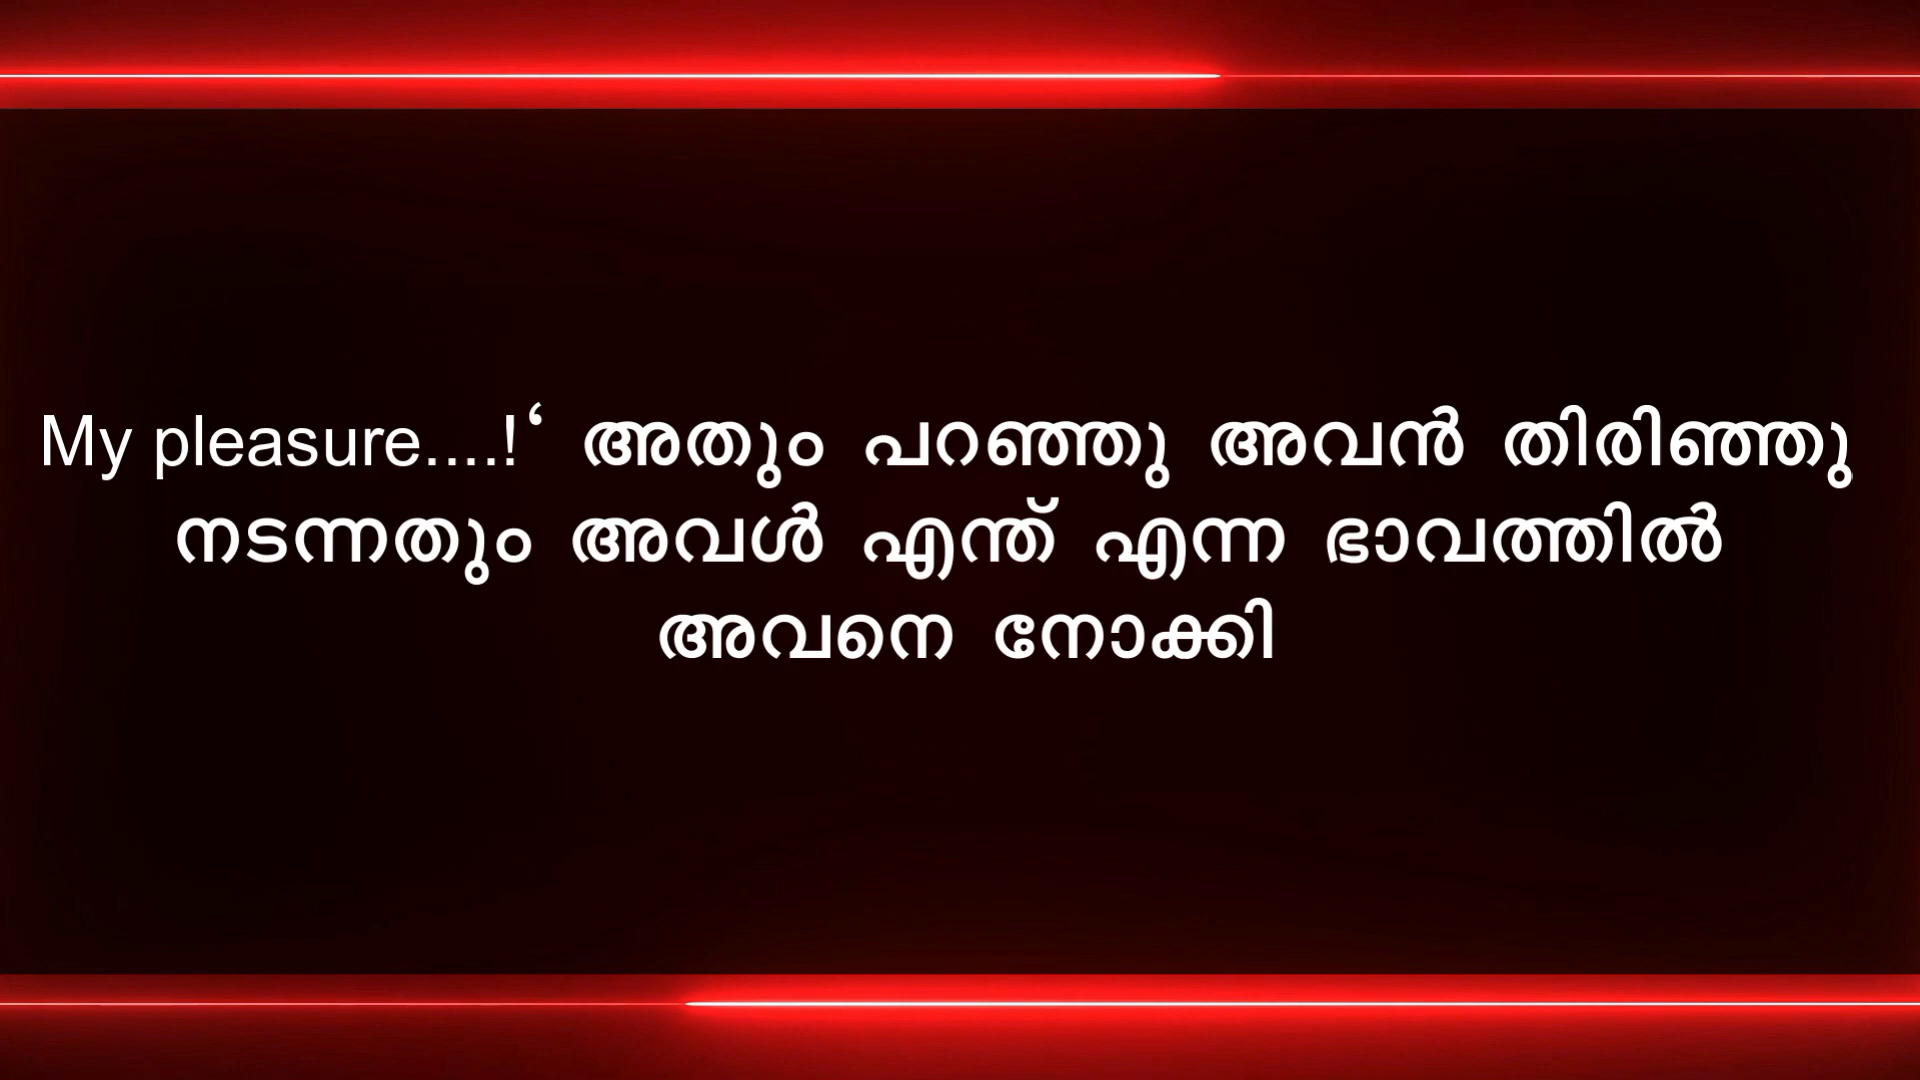 My pleasure....!‘ അതും പറഞ്ഞു അവൻ തിരിഞ്ഞു
നടന്നതും അവൾ എന്ത് എന്ന ഭാവത്തിൽ
അവനെ നോക്കി